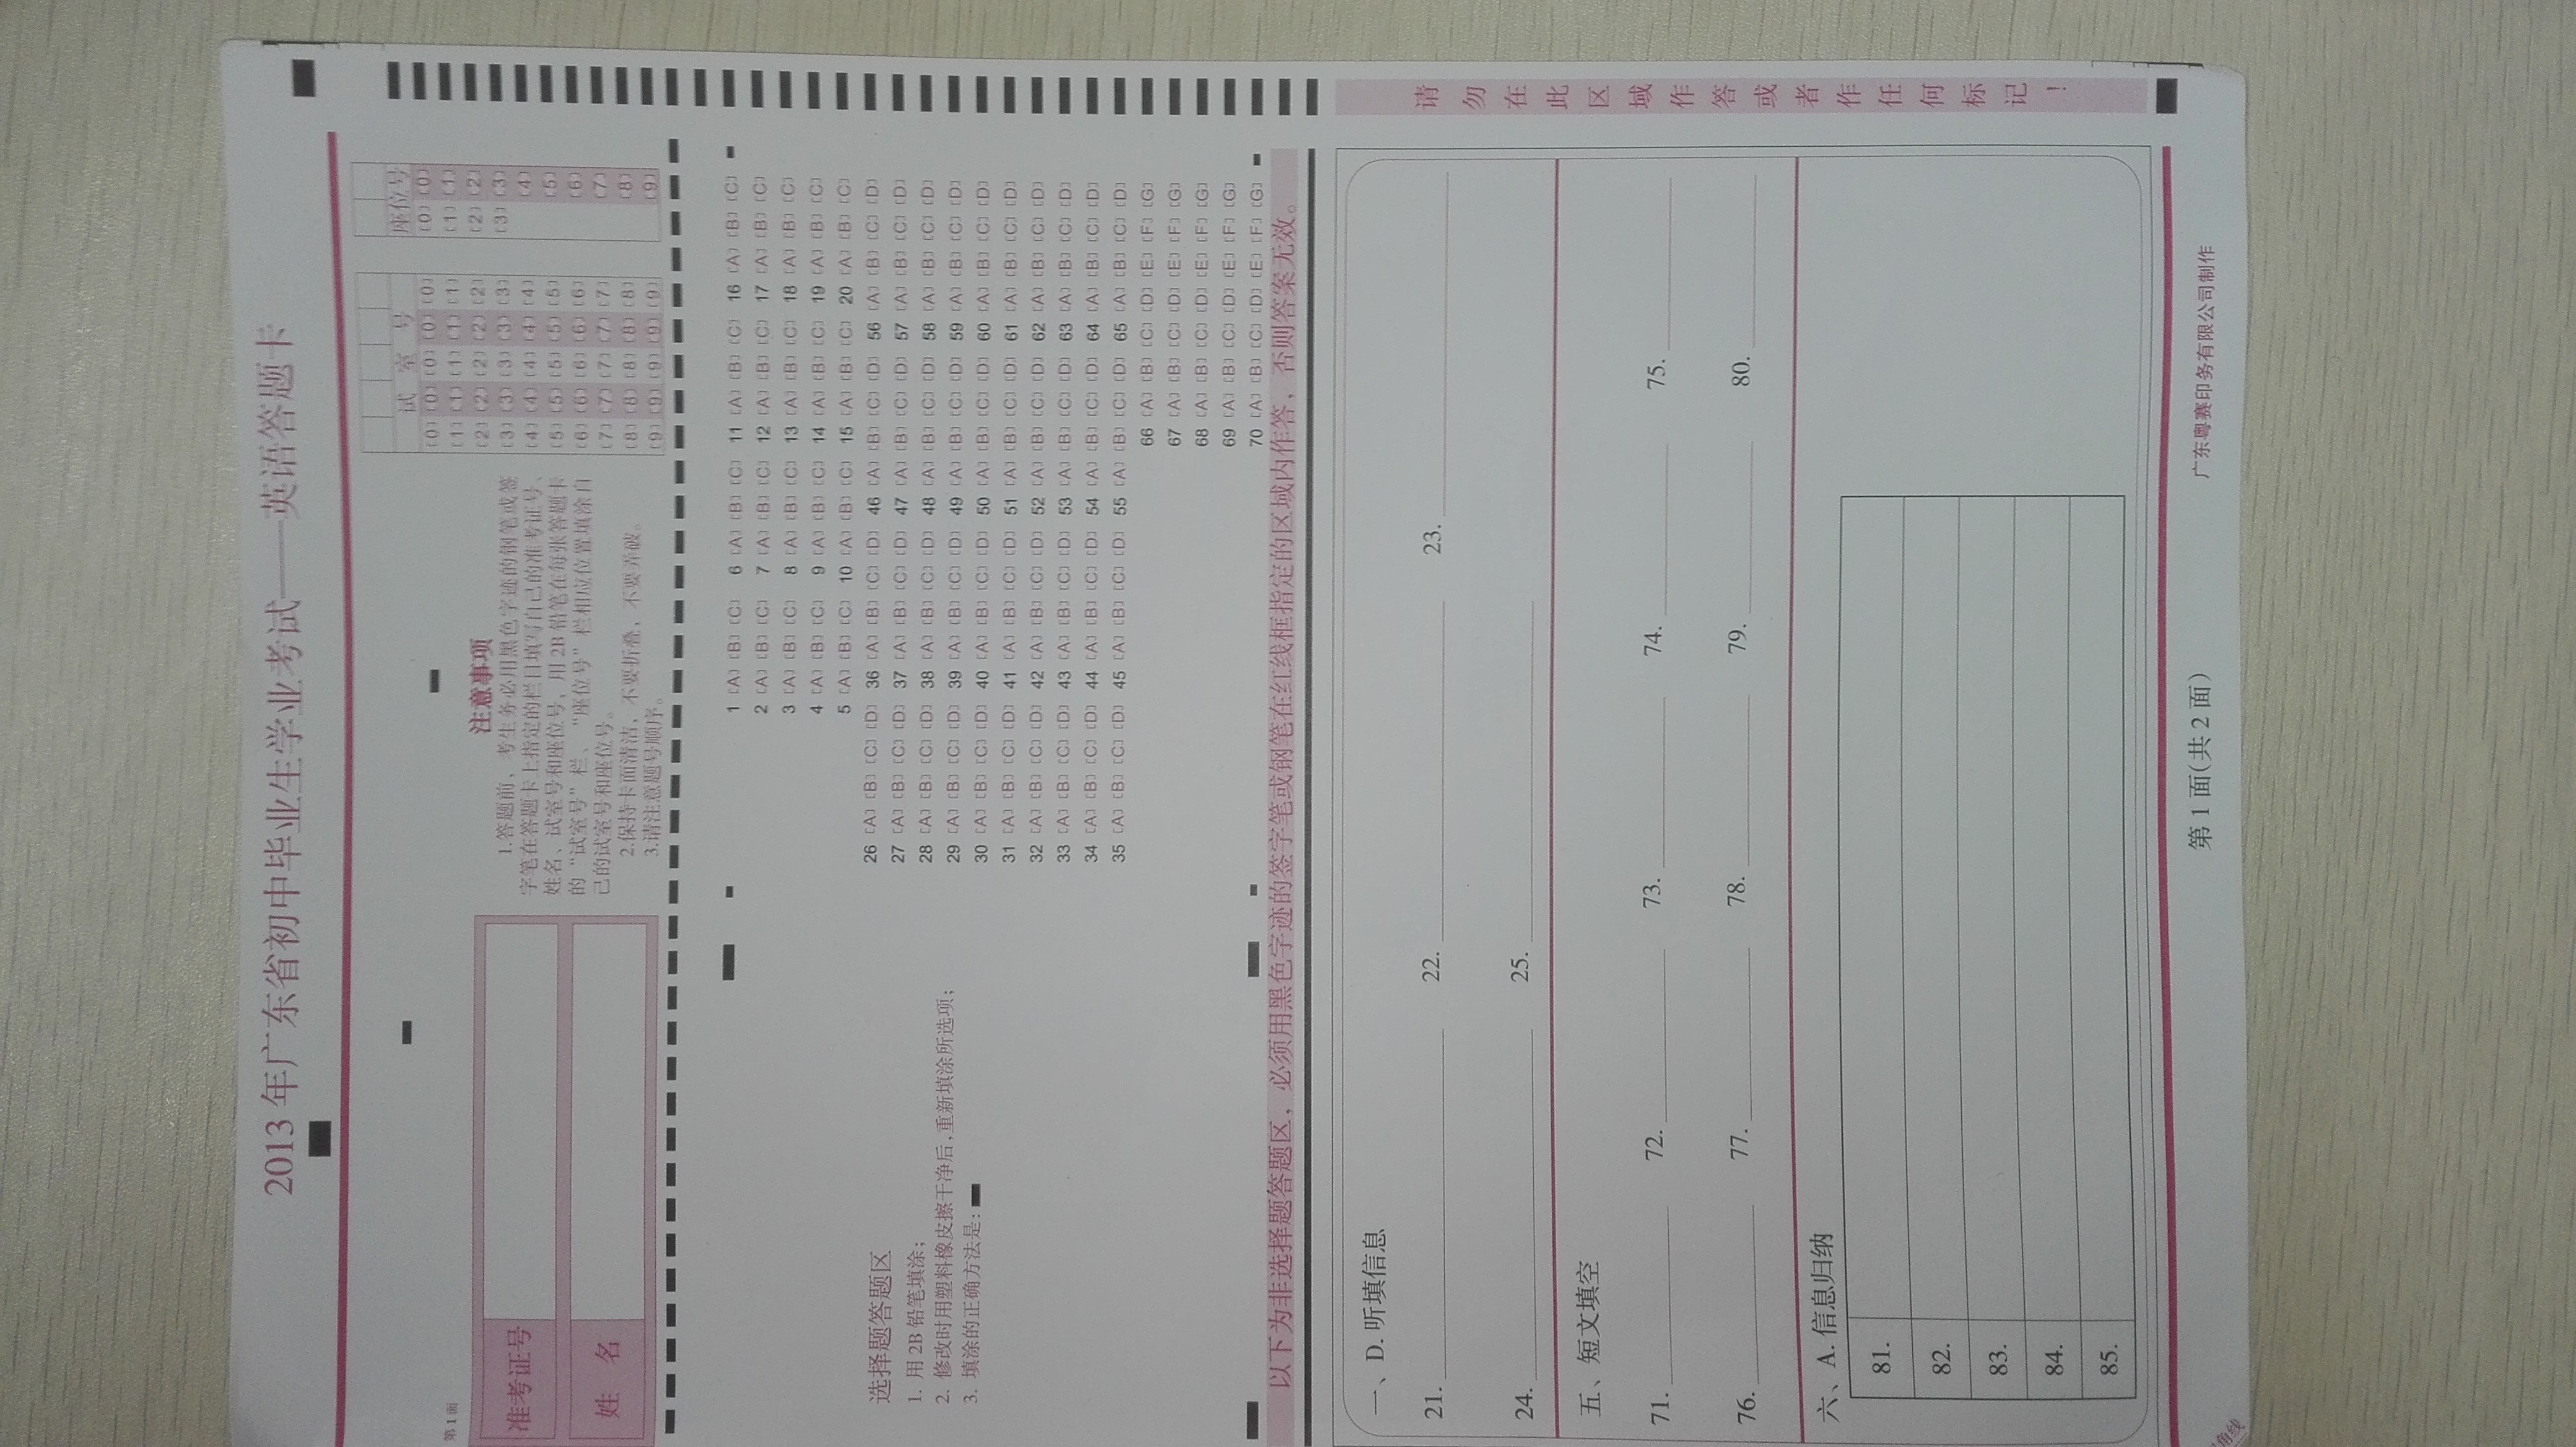 2013 年广东省初中毕业生学业考试——英语答题卡
第 1 面
准考证号
姓 名
注意事项
1.答题前，考生务必用黑色字迹的钢笔或签
字笔在答题卡上指定的栏目填写自己的准考证号、
姓名、试室号和座位号，用 2B 铅笔在每张答题卡
的“试室号”栏、“座位号”栏相应位置填涂自
己的试室号和座位号。
2.保持卡面清洁，不要折叠，不要弄破。
3.请注意题号顺序。
试 室 号
[0] [0] [0] [0] [0]
[1] [1] [1] [1] [1]
[2] [2] [2] [2] [2]
[3] [3] [3] [3] [3]
[4] [4] [4] [4] [4]
[5] [5] [5] [5] [5]
[6] [6] [6] [6] [6]
[7] [7] [7] [7] [7]
[8] [8] [8] [8] [8]
[9] [9] [9] [9] [9]
座位号
[0] [0]
[1] [1]
[2] [2]
[3] [3]
[4]
[5]
[6]
[7]
[8]
[9]
选择题答题区
1. 用 2B 铅笔填涂；
2. 修改时用塑料橡皮擦干净后,重新填涂所选项；
3. 填涂的正确方法是：
1 [A] [B] [C] 6 [A] [B] [C] 11 [A] [B] [C] 16 [A] [B] [C]
2 [A] [B] [C] 7 [A] [B] [C] 12 [A] [B] [C] 17 [A] [B] [C]
3 [A] [B] [C] 8 [A] [B] [C] 13 [A] [B] [C] 18 [A] [B] [C]
4 [A] [B] [C] 9 [A] [B] [C] 14 [A] [B] [C] 19 [A] [B] [C]
5 [A] [B] [C] 10 [A] [B] [C] 15 [A] [B] [C] 20 [A] [B] [C]
26 [A] [B] [C] [D] 36 [A] [B] [C] [D] 46 [A] [B] [C] [D] 56 [A] [B] [C] [D]
27 [A] [B] [C] [D] 37 [A] [B] [C] [D] 47 [A] [B] [C] [D] 57 [A] [B] [C] [D]
28 [A] [B] [C] [D] 38 [A] [B] [C] [D] 48 [A] [B] [C] [D] 58 [A] [B] [C] [D]
29 [A] [B] [C] [D] 39 [A] [B] [C] [D] 49 [A] [B] [C] [D] 59 [A] [B] [C] [D]
30 [A] [B] [C] [D] 40 [A] [B] [C] [D] 50 [A] [B] [C] [D] 60 [A] [B] [C] [D]
31 [A] [B] [C] [D] 41 [A] [B] [C] [D] 51 [A] [B] [C] [D] 61 [A] [B] [C] [D]
32 [A] [B] [C] [D] 42 [A] [B] [C] [D] 52 [A] [B] [C] [D] 62 [A] [B] [C] [D]
33 [A] [B] [C] [D] 43 [A] [B] [C] [D] 53 [A] [B] [C] [D] 63 [A] [B] [C] [D]
34 [A] [B] [C] [D] 44 [A] [B] [C] [D] 54 [A] [B] [C] [D] 64 [A] [B] [C] [D]
35 [A] [B] [C] [D] 45 [A] [B] [C] [D] 55 [A] [B] [C] [D] 65 [A] [B] [C] [D]
66 [A] [B] [C] [D] [E] [F] [G]
67 [A] [B] [C] [D] [E] [F] [G]
68 [A] [B] [C] [D] [E] [F] [G]
69 [A] [B] [C] [D] [E] [F] [G]
70 [A] [B] [C] [D] [E] [F] [G]
以下为非选择题答题区，必须用黑色字迹的签字笔或钢笔在红线框指定的区域内作答，否则答案无效。
一、D. 听填信息
21. 22. 23.
24. 25.
五、短文填空
71. 72. 73. 74. 75.
76. 77. 78. 79. 80.
六、A. 信息归纳
81.
82.
83.
84.
85.
请勿在此区域作答或者作任何标记！
第 1 面(共 2 面)
广东粤赛印务有限公司制作